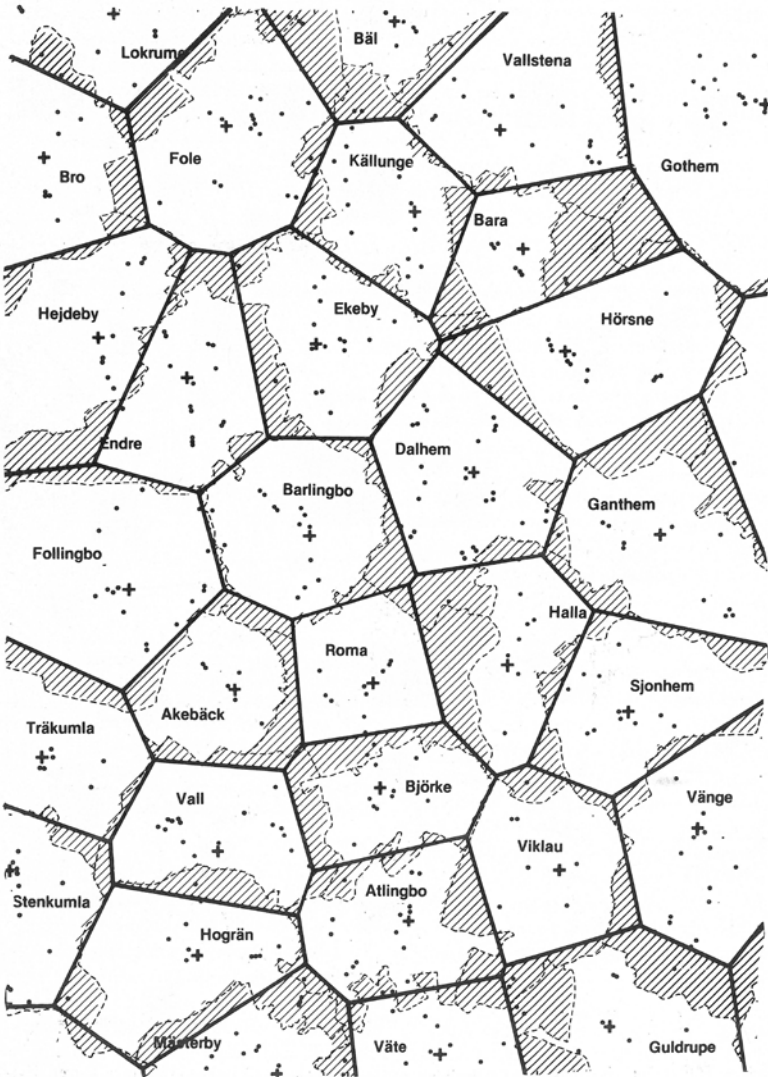 Bäl
Lokrume
Vallstena
Fole
Källunge
Gothem
Bro
Bara
Hejdeby
Ekeby
Hörsne
Endre
Dalhem
Barlingbo
Ganthem
Follingbo
Halla
Roma
Sjonhem
Akebäck
Träkumla
Björke
Vänge
Vall
Viklau
Atlingbo
Stenkumla
Hogrän
Mästerby
Väte
Guldrupe